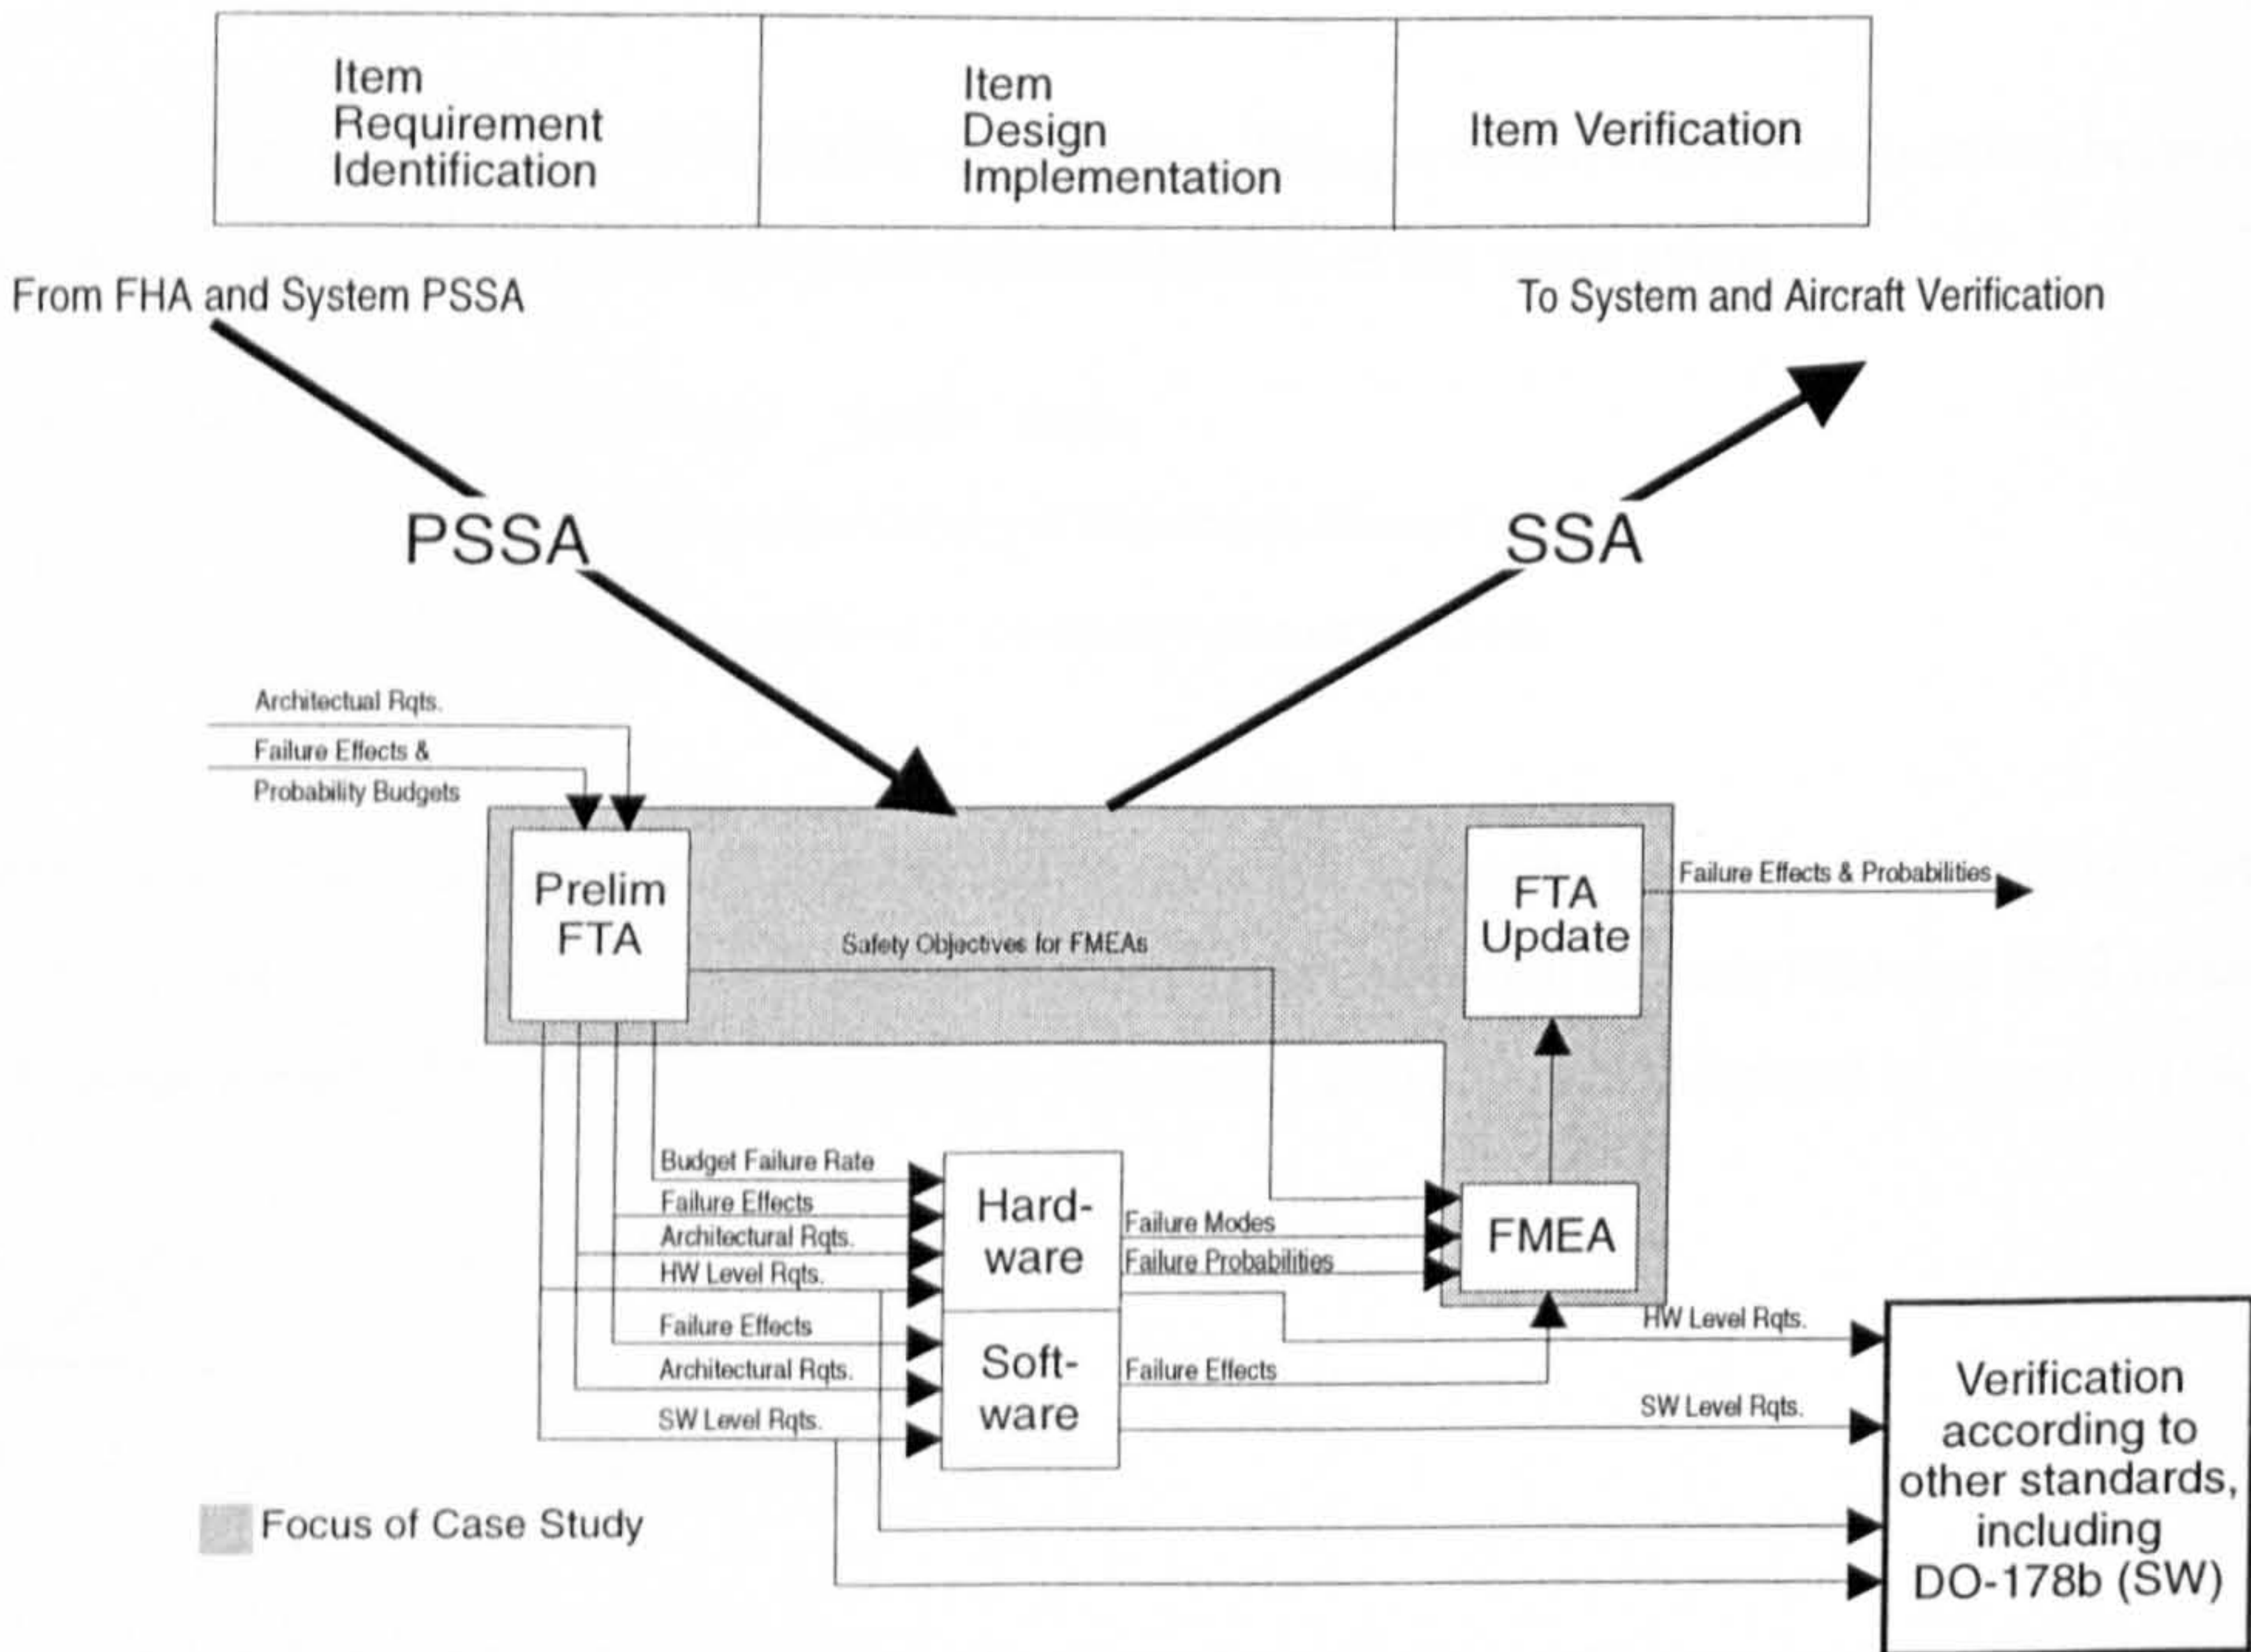 Item
Requirement
Identification
Item
Design
Implementation
Item Verification
From FHA and System PSSA
To System and Aircraft Verification
PSSA
SSA
Architectual Rqts.
Failure Effects &
Probability Budgets
Prelim
FTA
Safety Objectives for FMEAs
FTA
Update
Failure Effects & Probabilities
Budget Failure Rate
Failure Effects
Architectural Rqts.
HW Level Rqts.
Failure Effects
Architectural Rqts.
SW Level Rqts.
Hard-
ware
Soft-
ware
Failure Modes
Failure Probabilities
Failure Effects
FMEA
HW Level Rqts.
SW Level Rqts.
Verification
according to
other standards,
including
DO-178b (SW)
Focus of Case Study